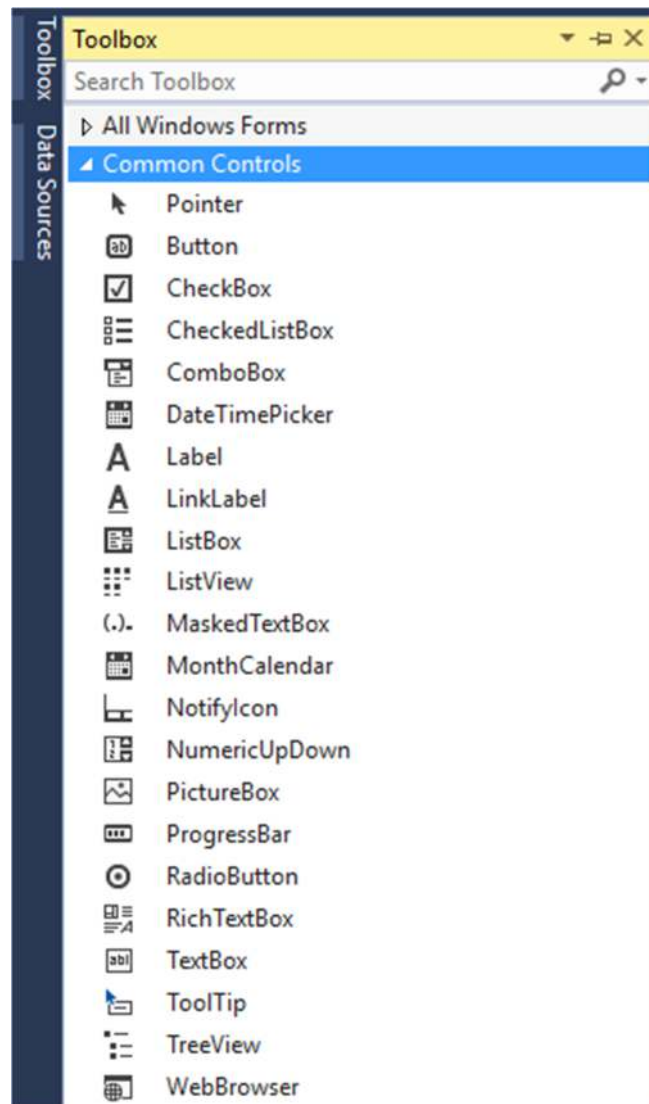 Toolbox
Data Sources
Toolbox
Search Toolbox
All Windows Forms
Common Controls
Pointer
Button
CheckBox
CheckedListBox
ComboBox
DateTimePicker
Label
LinkLabel
ListBox
ListView
MaskedTextBox
MonthCalendar
NotifyIcon
NumericUpDown
PictureBox
ProgressBar
RadioButton
RichTextBox
TextBox
ToolTip
TreeView
WebBrowser